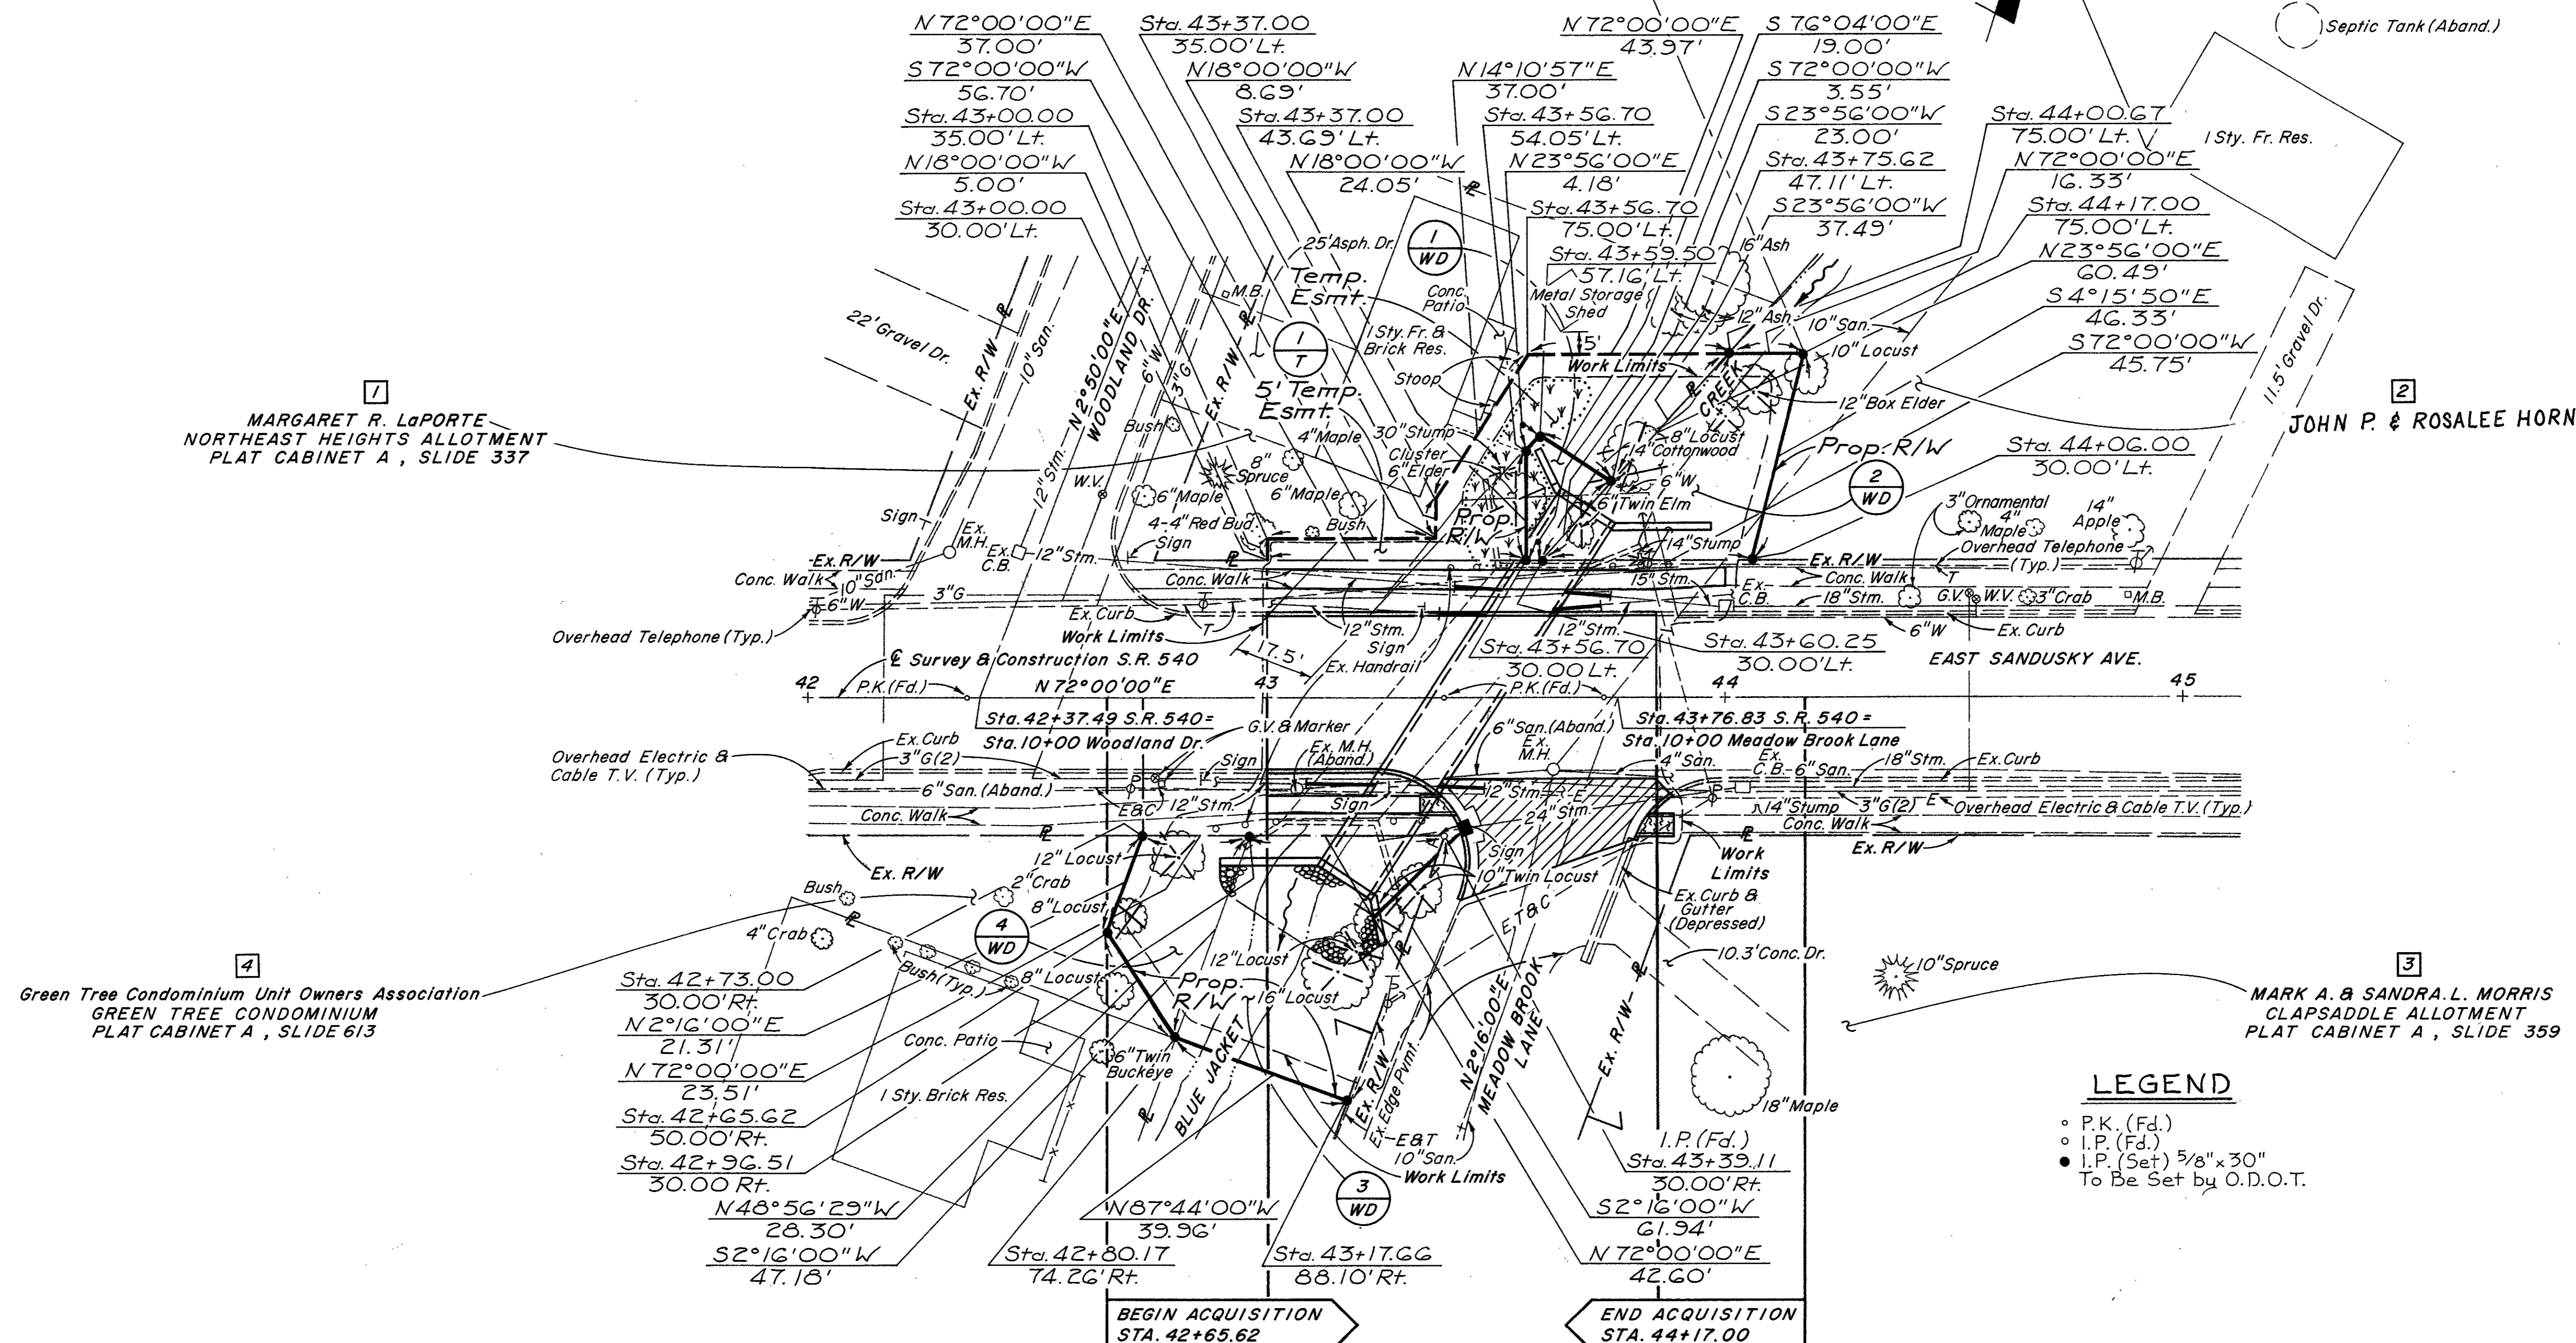 N 72°00'00"E
37.00'
S 72°00'00"W
56.70'
Sta. 43+00.00
35.00' Lt.
N18°00'00"W
5.00'
Sta. 43+00.00
30.00' Lt.
Sta. 43+37.00
35.00' Lt.
N18°00'00"W
8.69'
Sta. 43+37.00
43.69' Lt.
N18°00'00"W
24.05'
N 72°00'00"E
43.97'
N14°10'57"E
37.00'
Sta. 43+56.70
54.05' Lt.
N23°56'00"E
4.18'
Sta. 43+56.70
75.00' Lt.
Sta. 43+59.50
57.16' Lt.
S 76°04'00"E
19.00'
S 72°00'00"W
3.55'
S23°56'00"W
23.00'
Sta. 43+75.62
47.11' Lt.
S23°56'00"W
37.49'
Sta. 44+00.67
75.00' Lt.
N72°00'00"E
16.33'
Sta. 44+17.00
75.00' Lt.
N23°56'00"E
60.49'
S 4°15'50"E
46.33'
S72°00'00"W
45.75'
Sta. 44+06.00
30.00' Lt.
Septic Tank (Aband.)
1 Sty. Fr. Res.
11.5' Gravel Dr.
25' Asph. Dr.
1
WD
16" Ash
Temp.
Esmt.
M.B.
Conc.
Patio
Metal Storage
Shed
5'
12" Ash
10" San.
10" Locust
22' Gravel Dr.
Ex. R/W
10" San.
N 2°50'00"E
WOODLAND DR.
6" W
3" G
Ex. R/W
1
T
1 Sty. Fr. &
Brick Res.
Stoop
Work Limits
CREEK
12" Box Elder
5' Temp.
Esmt.
1
MARGARET R. LaPORTE
NORTHEAST HEIGHTS ALLOTMENT
PLAT CABINET A, SLIDE 337
2
JOHN P. & ROSALEE HORN
Bush
4" Maple
30" Stump
Cluster
6" Elder
8" Locust
14" Cottonwood
Prop. R/W
12" Stm.
8"
Spruce
W.V.
6" Maple
6" Maple
6" W
6" Twin Elm
2
WD
3" Ornamental
4"
Maple
14"
Apple
Sign
Ex.
M.H.
Ex.
C.B.
12" Stm.
4-4" Red Bud
Sign
Bush
Prop.
R/W
14" Stump
Overhead Telephone
(Typ.)
Ex. R/W
Ex. R/W
Conc. Walk
10" San.
Conc. Walk
15" Stm.
Conc. Walk
T
6" W
3" G
Ex. Curb
T
Ex.
C.B.
18" Stm.
G.V.
W.V.
3" Crab
M.B.
Overhead Telephone (Typ.)
Work Limits
12" Stm.
Sign
12" Stm.
6" W
Ex. Curb
17.5'
Ex. Handrail
Sta. 43+56.70
30.00 Lt.
Sta. 43+60.25
30.00' Lt.
EAST SANDUSKY AVE.
℄ Survey & Construction S.R. 540
42
P.K. (Fd.)
N 72°00'00"E
43
P.K. (Fd.)
44
45
Sta. 42+37.49 S.R. 540 =
Sta. 10+00 Woodland Dr.
G.V. & Marker
6" San. (Aband.)
Sta. 43+76.83 S.R. 540 =
Sta. 10+00 Meadow Brook Lane
Overhead Electric &
Cable T.V. (Typ.)
Ex. Curb
3" G (2)
Sign
Ex. M.H.
(Aband.)
Ex.
M.H.
4" San.
Ex.
C.B.
6" San.
18" Stm.
Ex. Curb
6" San. (Aband.)
P
E&C
12" Stm.
Sign
12" Stm.
E
P
14" Stump
3" G (2)
E
Overhead Electric & Cable T.V. (Typ.)
Conc. Walk
24" Stm.
Conc. Walk
Ex. R/W
12" Locust
Sign
Work
Limits
Ex. R/W
Bush
2" Crab
8" Locust
10" Twin Locust
Ex. Curb &
Gutter
(Depressed)
4" Crab
4
WD
E,T&C
10.3' Conc. Dr.
Bush (Typ.)
8" Locust
12" Locust
10" Spruce
4
Green Tree Condominium Unit Owners Association
GREEN TREE CONDOMINIUM
PLAT CABINET A, SLIDE 613
3
MARK A. & SANDRA. L. MORRIS
CLAPSADDLE ALLOTMENT
PLAT CABINET A, SLIDE 359
Prop.
R/W
16" Locust
Sta. 42+73.00
30.00' Rt.
N 2°16'00"E
21.31'
N 72°00'00"E
23.51'
Sta. 42+65.62
50.00' Rt.
Sta. 42+96.51
30.00 Rt.
N48°56'29"W
28.30'
S2°16'00"W
47.18'
Conc. Patio
1 Sty. Brick Res.
6" Twin
Buckeye
BLUE JACKET
Ex. R/W
Ex. Edge Pvmt.
N2°16'00"E
MEADOW BROOK
LANE
Ex. R/W
18" Maple
E&T
10" San.
Work Limits
3
WD
N87°44'00"W
39.96'
Sta. 42+80.17
74.26' Rt.
Sta. 43+17.66
88.10' Rt.
I.P. (Fd.)
Sta. 43+39.11
30.00' Rt.
S2°16'00"W
61.94'
N 72°00'00"E
42.60'
LEGEND
P.K. (Fd.)
I.P. (Fd.)
I.P. (Set) 5/8" x 30"
To Be Set by O.D.O.T.
BEGIN ACQUISITION
STA. 42+65.62
END ACQUISITION
STA. 44+17.00